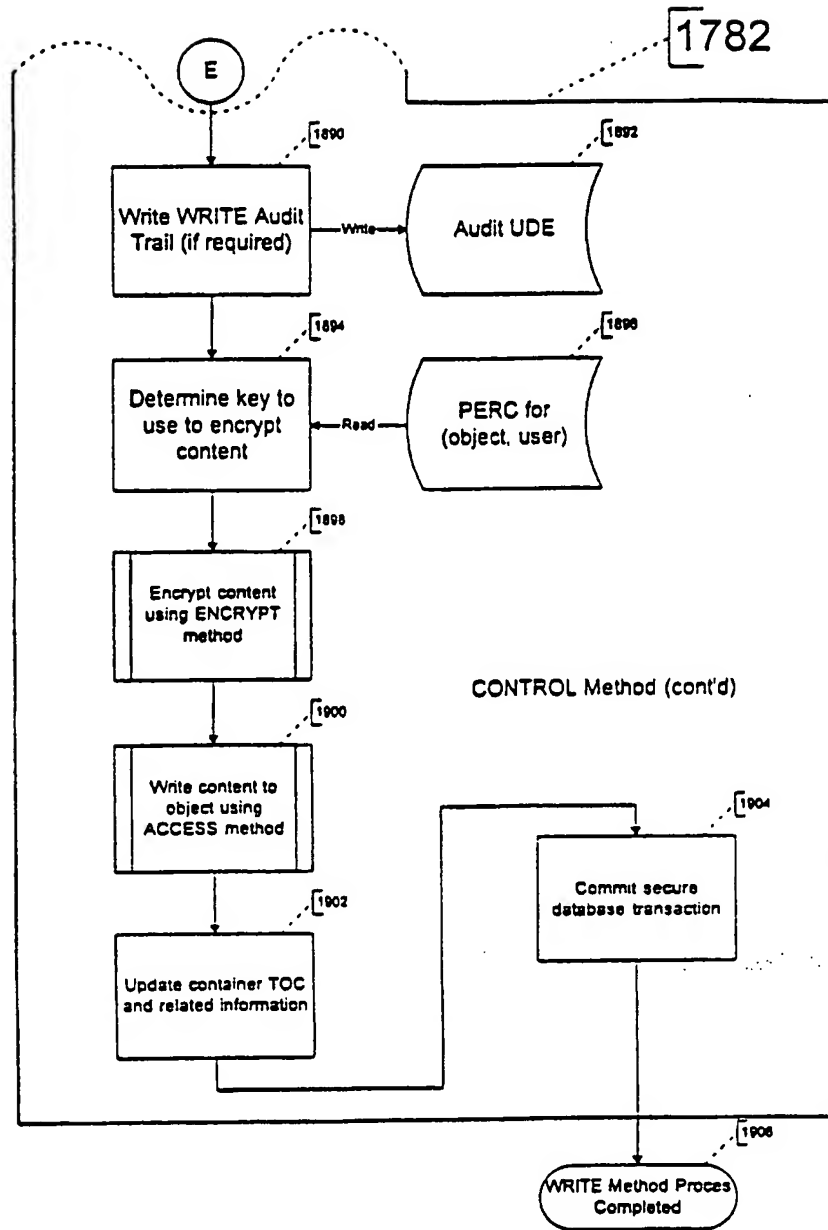 1782
E
1890
Write WRITE Audit
Trail (if required)
Write
1892
Audit UDE
1894
Determine key to
use to encrypt
content
Read
1896
PERC for
(object, user)
1898
Encrypt content
using ENCRYPT
method
CONTROL Method (cont'd)
1900
Write content to
object using
ACCESS method
1904
Commit secure
database transaction
1902
Update container TOC
and related information
1906
WRITE Method Proces
Completed